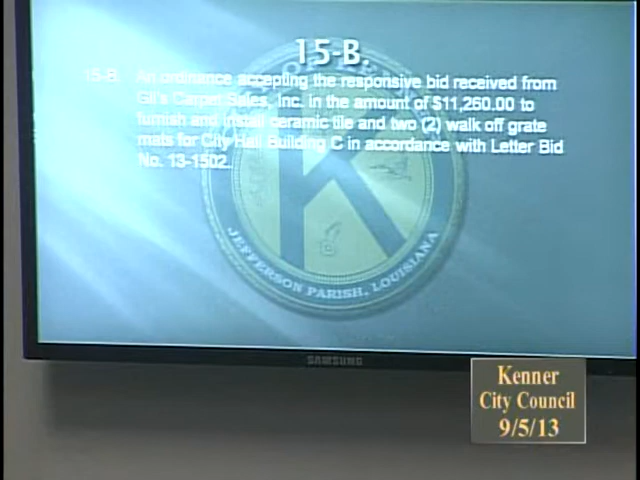 15-B.
15-B. An ordinance accepting the responsive bid received from
Gil's Carpet Sales, Inc. in the amount of $11,260.00 to
furnish and install ceramic tile and two (2) walk off grate
mats for City Hall Building C in accordance with Letter Bid
No. 13-1502.
K
JEFFERSON PARISH, LOUISIANA
SAMSUNG
Kenner
City Council
9/5/13